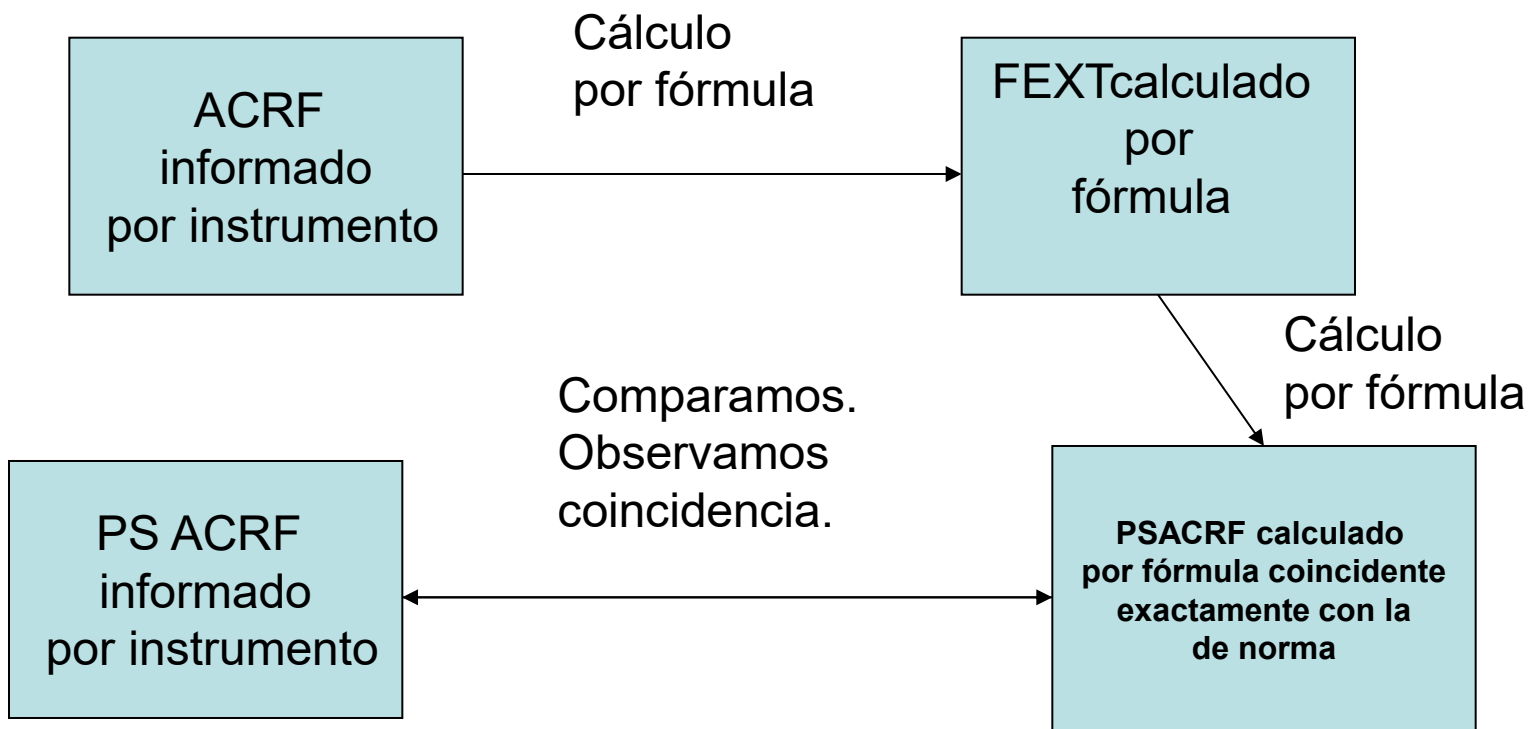 ACRF
informado
por instrumento
Cálculo
por fórmula
FEXTcalculado
por
fórmula
Cálculo
por fórmula
Comparamos.
Observamos
coincidencia.
PS ACRF
informado
por instrumento
PSACRF calculado
por fórmula coincidente
exactamente con la
de norma